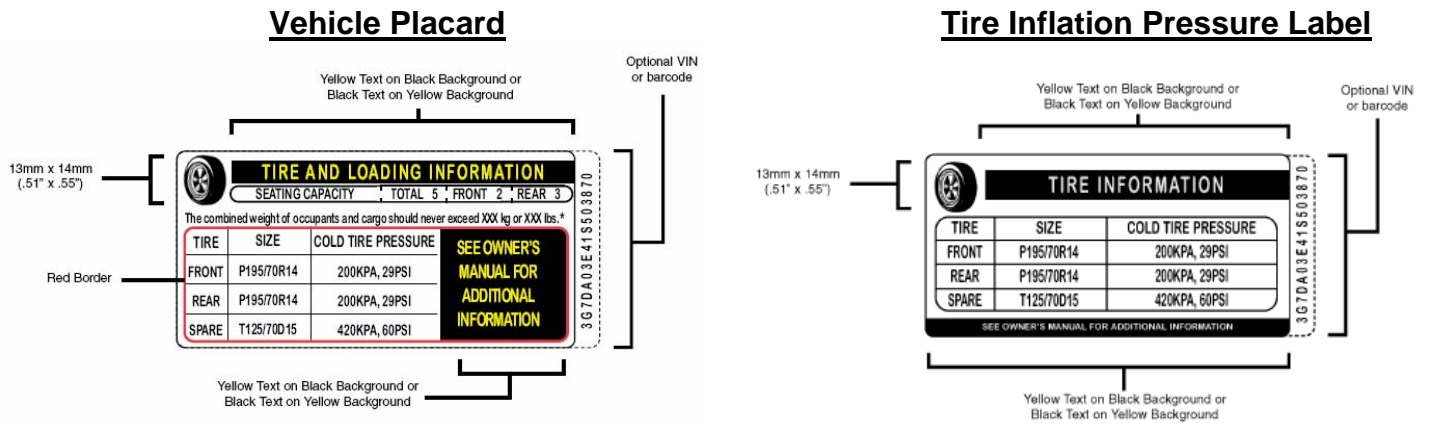 Vehicle Placard
Optional VIN
or barcode
Yellow Text on Black Background or
Black Text on Yellow Background
13mm x 14mm
(.51" x .55")
TIRE AND LOADING INFORMATION
SEATING CAPACITY TOTAL 5 FRONT 2 REAR 3
The combined weight of occupants and cargo should never exceed XXX kg or XXX lbs.*
TIRE SIZE COLD TIRE PRESSURE
FRONT P195/70R14 200KPA, 29PSI
REAR P195/70R14 200KPA, 29PSI
SPARE T125/70D15 420KPA, 60PSI
SEE OWNER'S
MANUAL FOR
ADDITIONAL
INFORMATION
3G7DA03E41S503870
Red Border
Yellow Text on Black Background or
Black Text on Yellow Background
Tire Inflation Pressure Label
Yellow Text on Black Background or
Black Text on Yellow Background
Optional VIN
or barcode
13mm x 14mm
(.51" x .55")
TIRE INFORMATION
TIRE SIZE COLD TIRE PRESSURE
FRONT P195/70R14 200KPA, 29PSI
REAR P195/70R14 200KPA, 29PSI
SPARE T125/70D15 420KPA, 60PSI
SEE OWNER'S MANUAL FOR ADDITIONAL INFORMATION
3G7DA03E41S503870
Yellow Text on Black Background or
Black Text on Yellow Background